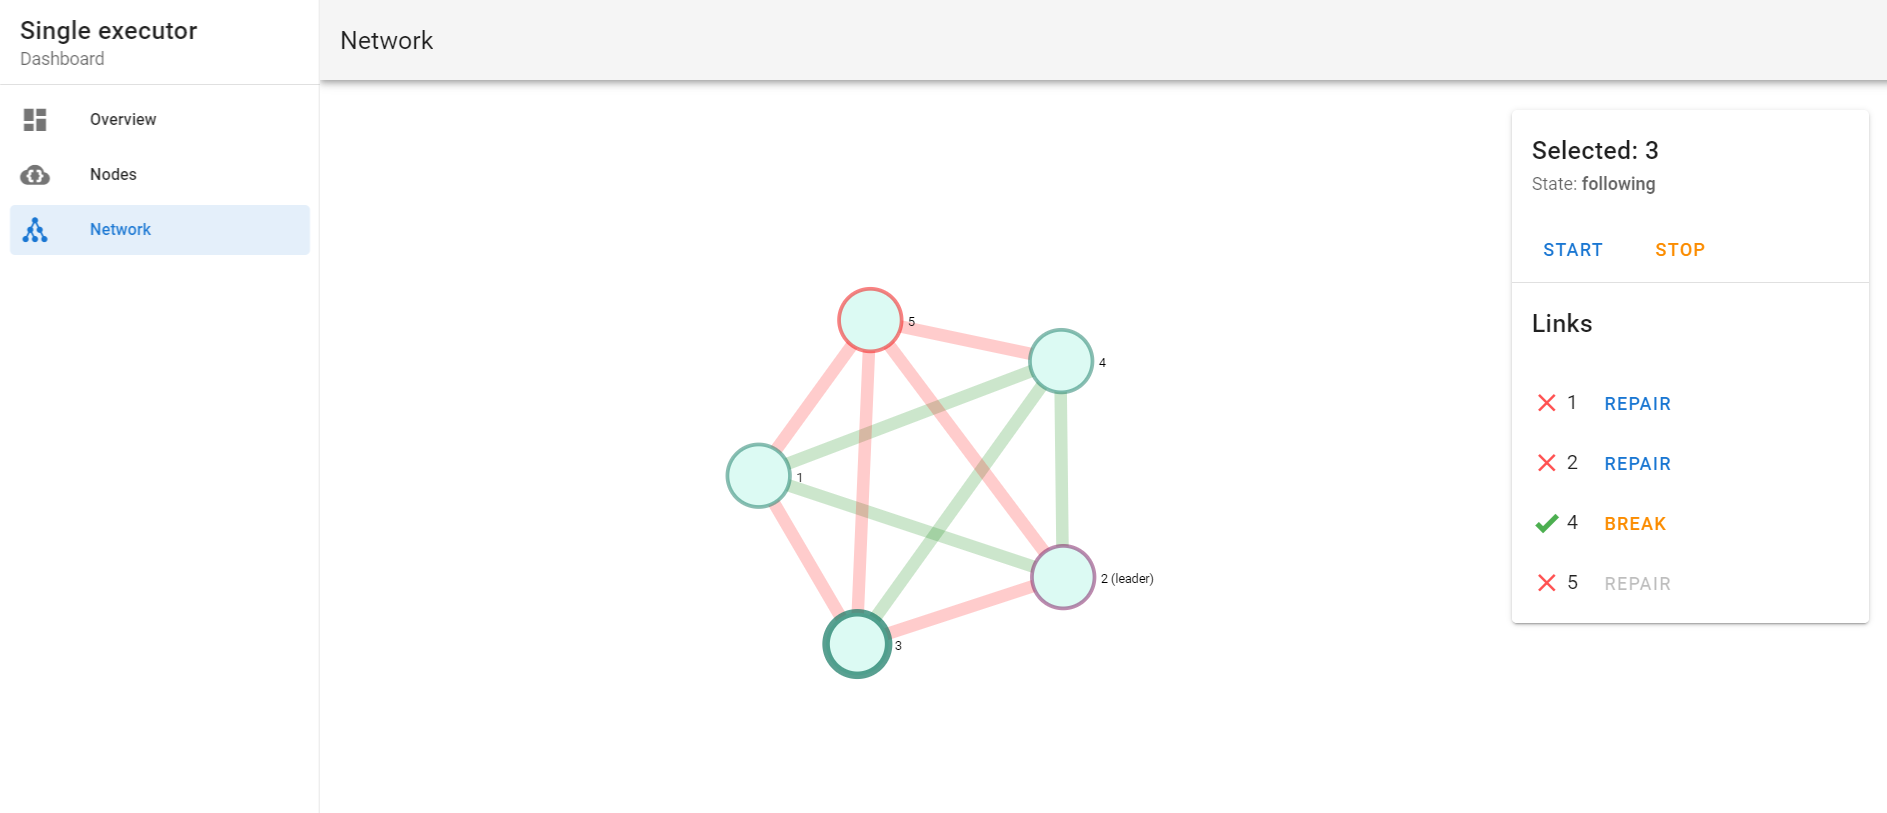 Single executor
Dashboard
Overview
Nodes
Network
Network
5
4
1
2 (leader)
3
Selected: 3
State: following
START STOP
Links
1 REPAIR
2 REPAIR
4 BREAK
5 REPAIR